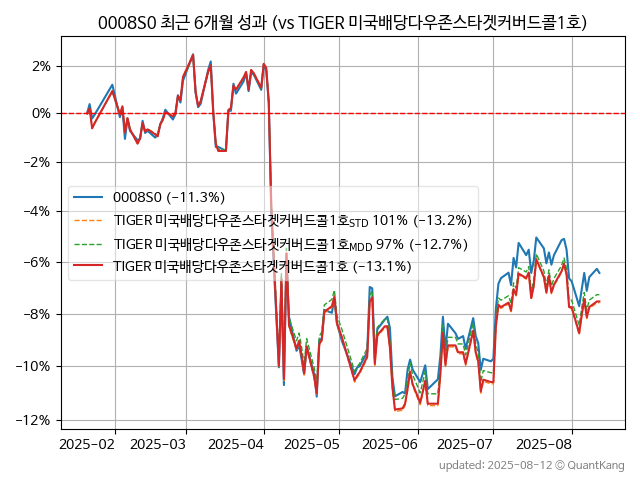 0008S0 최근 6개월 성과 (vs TIGER 미국배당다우존스타겟커버드콜1호)
2%
0%
−2%
−4%
−6%
−8%
−10%
−12%
0008S0 (−11.3%)
TIGER 미국배당다우존스타겟커버드콜1호STD 101% (−13.2%)
TIGER 미국배당다우존스타겟커버드콜1호MDD 97% (−12.7%)
TIGER 미국배당다우존스타겟커버드콜1호 (−13.1%)
2025-02 2025-03 2025-04 2025-05 2025-06 2025-07 2025-08
updated: 2025-08-12 © QuantKang